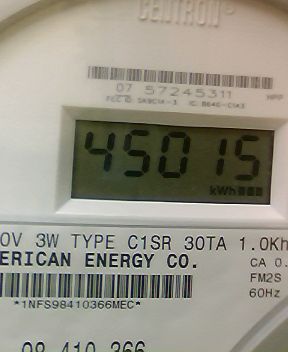 CENTRON®
07 57245311
45015
kWh
0V 3W TYPE C1SR 30TA 1.0Kh
ERICAN ENERGY CO.
CA 0.
FM2S
60Hz
*1NFS98410366MEC*
98 410 366